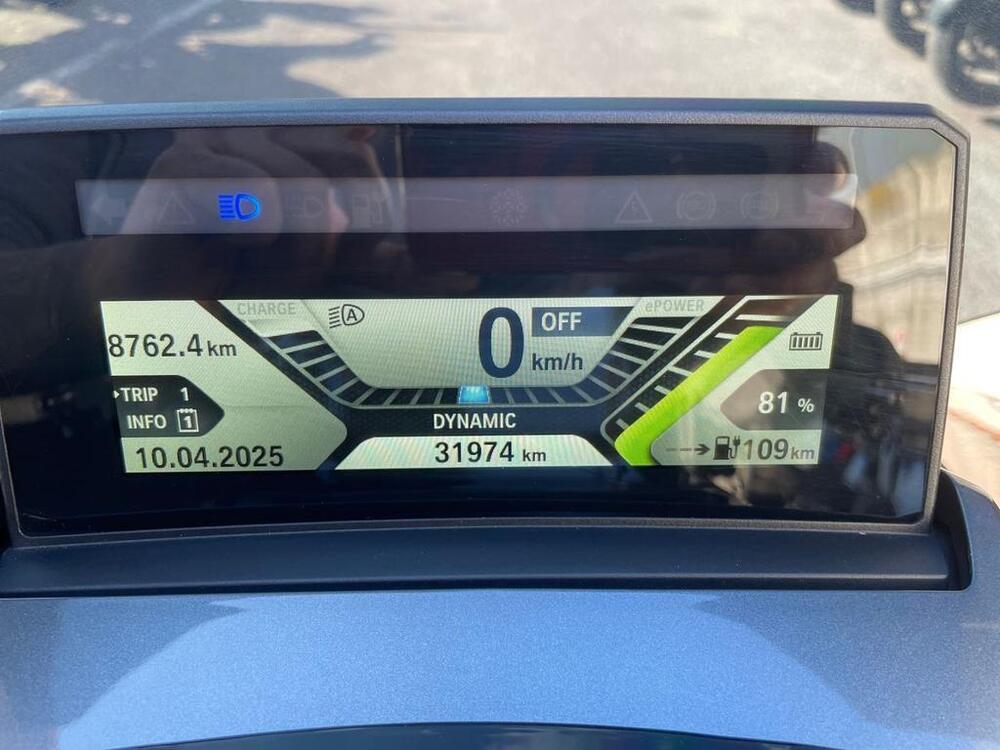 CHARGE
A
0
OFF
km/h
ePOWER
8762.4 km
TRIP 1
INFO 1
10.04.2025
DYNAMIC
31974 km
81 %
109 km